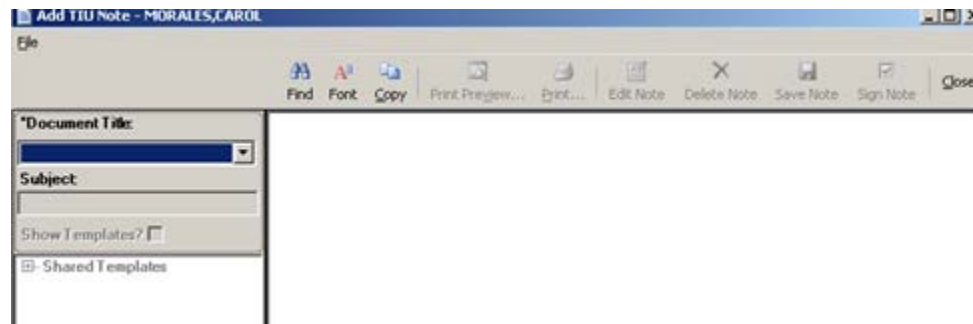 Add TIU Note - MORALES,CAROL
File
Find Font Copy Print Preview... Print... Edit Note Delete Note Save Note Sign Note Close
*Document Title:
Subject
Show Templates?
Shared Templates